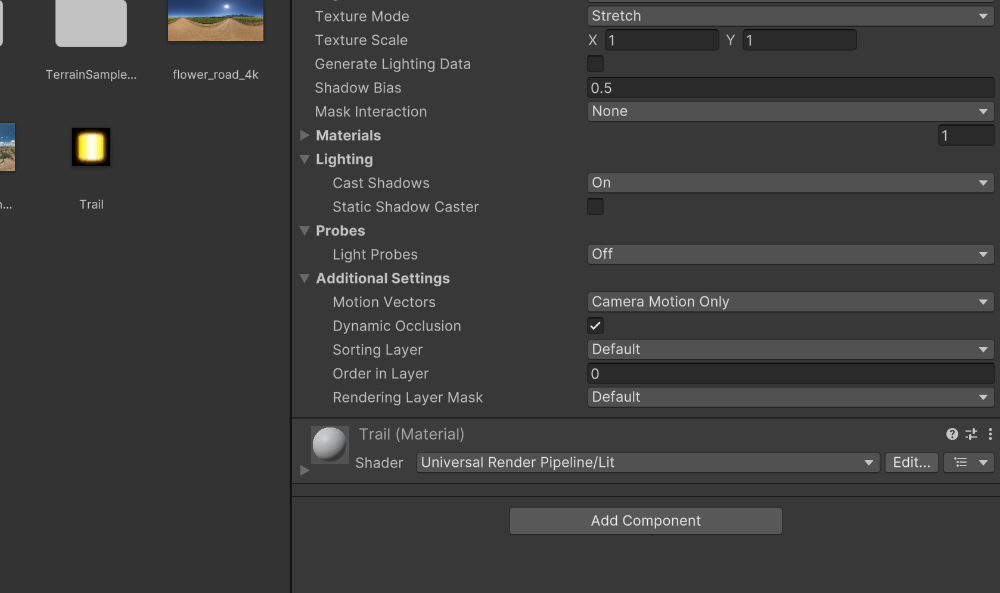 TerrainSample...
flower_road_4k
n...
Trail
Texture Mode
Stretch
Texture Scale
X 1 Y 1
Generate Lighting Data
Shadow Bias
0.5
Mask Interaction
None
Materials
1
Lighting
Cast Shadows
On
Static Shadow Caster
Probes
Light Probes
Off
Additional Settings
Motion Vectors
Camera Motion Only
Dynamic Occlusion
Sorting Layer
Default
Order in Layer
0
Rendering Layer Mask
Default
Trail (Material)
Shader
Universal Render Pipeline/Lit
Edit...
Add Component